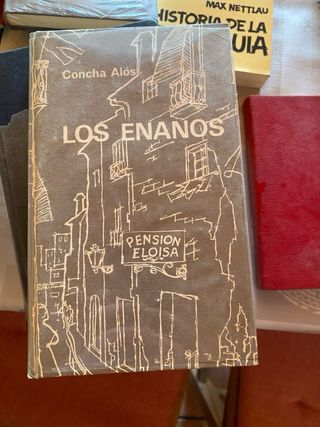 MAX NETTLAU
HISTORIA DE LA
Concha Alós
LOS ENANOS
PENSION
ELOISA